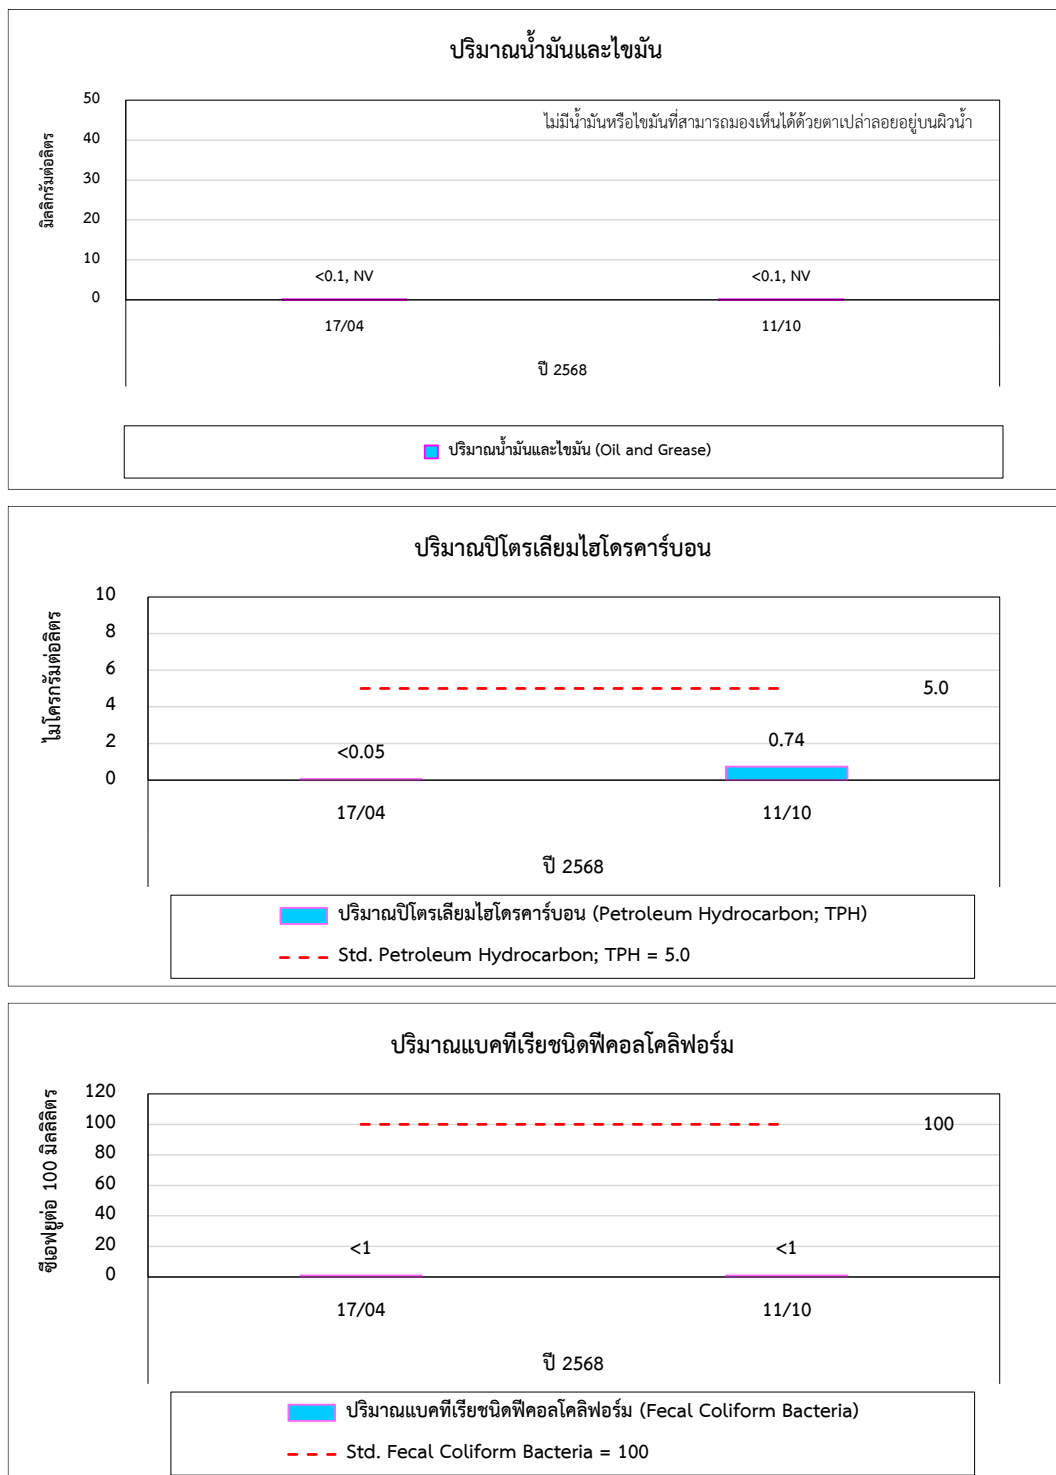 ปริมาณน้ำมันและไขมัน
มิลลิกรัมต่อลิตร
50
ไม่มีน้ำมันหรือไขมันที่สามารถมองเห็นได้ด้วยตาเปล่าลอยอยู่บนผิวน้ำ
40
30
20
10
<0.1, NV <0.1, NV
0
17/04 11/10
ปี 2568
ปริมาณน้ำมันและไขมัน (Oil and Grease)
ปริมาณปิโตรเลียมไฮโดรคาร์บอน
ไมโครกรัมต่อลิตร
10
8
6
5.0
4
2
<0.05 0.74
0
17/04 11/10
ปี 2568
ปริมาณปิโตรเลียมไฮโดรคาร์บอน (Petroleum Hydrocarbon; TPH)
Std. Petroleum Hydrocarbon; TPH = 5.0
ปริมาณแบคทีเรียชนิดฟีคอลโคลิฟอร์ม
ซีเอฟยูต่อ 100 มิลลิลิตร
120
100 100
80
60
40
20
<1 <1
0
17/04 11/10
ปี 2568
ปริมาณแบคทีเรียชนิดฟีคอลโคลิฟอร์ม (Fecal Coliform Bacteria)
Std. Fecal Coliform Bacteria = 100